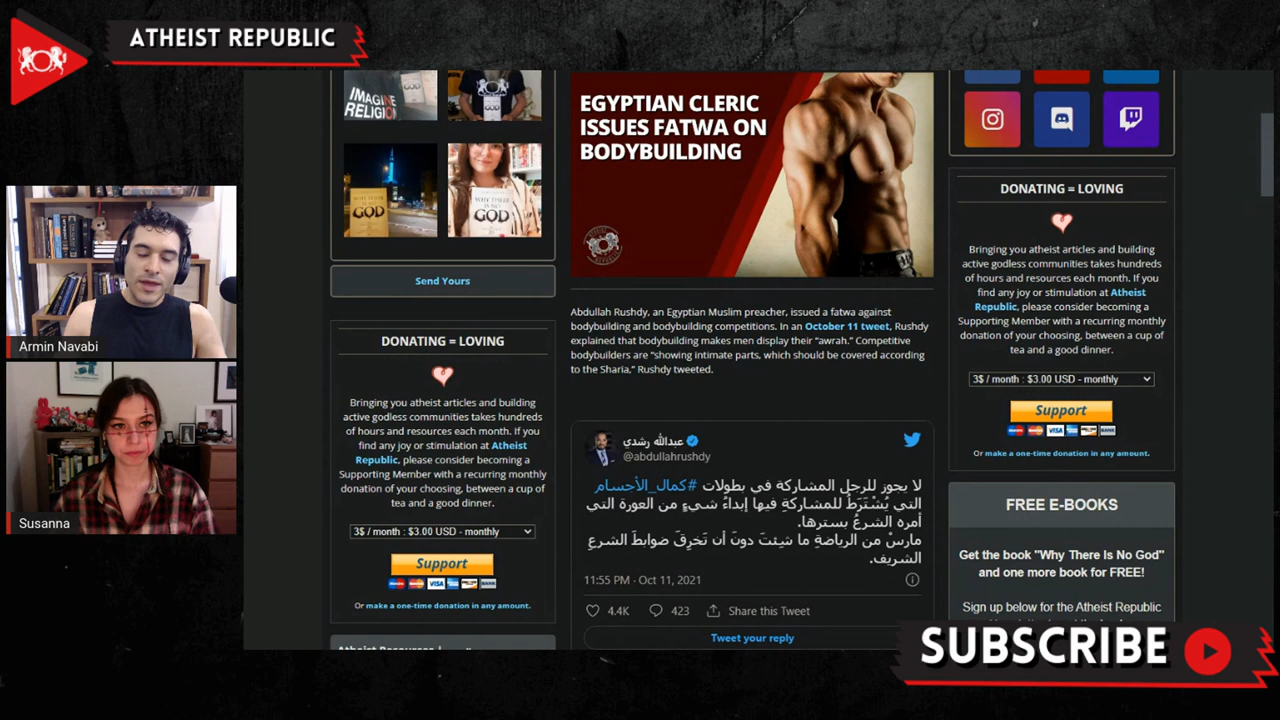 ATHEIST REPUBLIC
IMAGINE
RELIGION
WHY THERE
IS NO
GOD
WHY THERE
IS NO
GOD
Send Yours
DONATING = LOVING
Bringing you atheist articles and building
active godless communities takes hundreds
of hours and resources each month. If you
find any joy or stimulation at Atheist
Republic, please consider becoming a
Supporting Member with a recurring monthly
donation of your choosing, between a cup of
tea and a good dinner.
3$ / month : $3.00 USD - monthly
Support
VISA
BANK
Or make a one-time donation in any amount.
EGYPTIAN CLERIC
ISSUES FATWA ON
BODYBUILDING
Abdullah Rushdy, an Egyptian Muslim preacher, issued a fatwa against
bodybuilding and bodybuilding competitions. In an October 11 tweet, Rushdy
explained that bodybuilding makes men display their “awrah.” Competitive
bodybuilders are “showing intimate parts, which should be covered according
to the Sharia,” Rushdy tweeted.
عبدالله رشدي
@abdullahrushdy
لا يجوز للرجل المشاركة في بطولات #كمال_الأجسام
التي يُشْتَرَطُ للمشاركةِ فيها إبداءُ شيءٍ من العورة التي
أمره الشرعُ بسترها.
مارسْ من الرياضةِ ما شِئتَ دونَ أن تَخرِقَ ضوابطَ الشرعِ
الشريف.
11:55 PM · Oct 11, 2021
4.4K 423 Share this Tweet
Tweet your reply
DONATING = LOVING
Bringing you atheist articles and building
active godless communities takes hundreds
of hours and resources each month. If you
find any joy or stimulation at Atheist
Republic, please consider becoming a
Supporting Member with a recurring monthly
donation of your choosing, between a cup of
tea and a good dinner.
3$ / month : $3.00 USD - monthly
Support
VISA
BANK
Or make a one-time donation in any amount.
FREE E-BOOKS
Get the book "Why There Is No God"
and one more book for FREE!
Sign up below for the Atheist Republic
Armin Navabi
Susanna
SUBSCRIBE